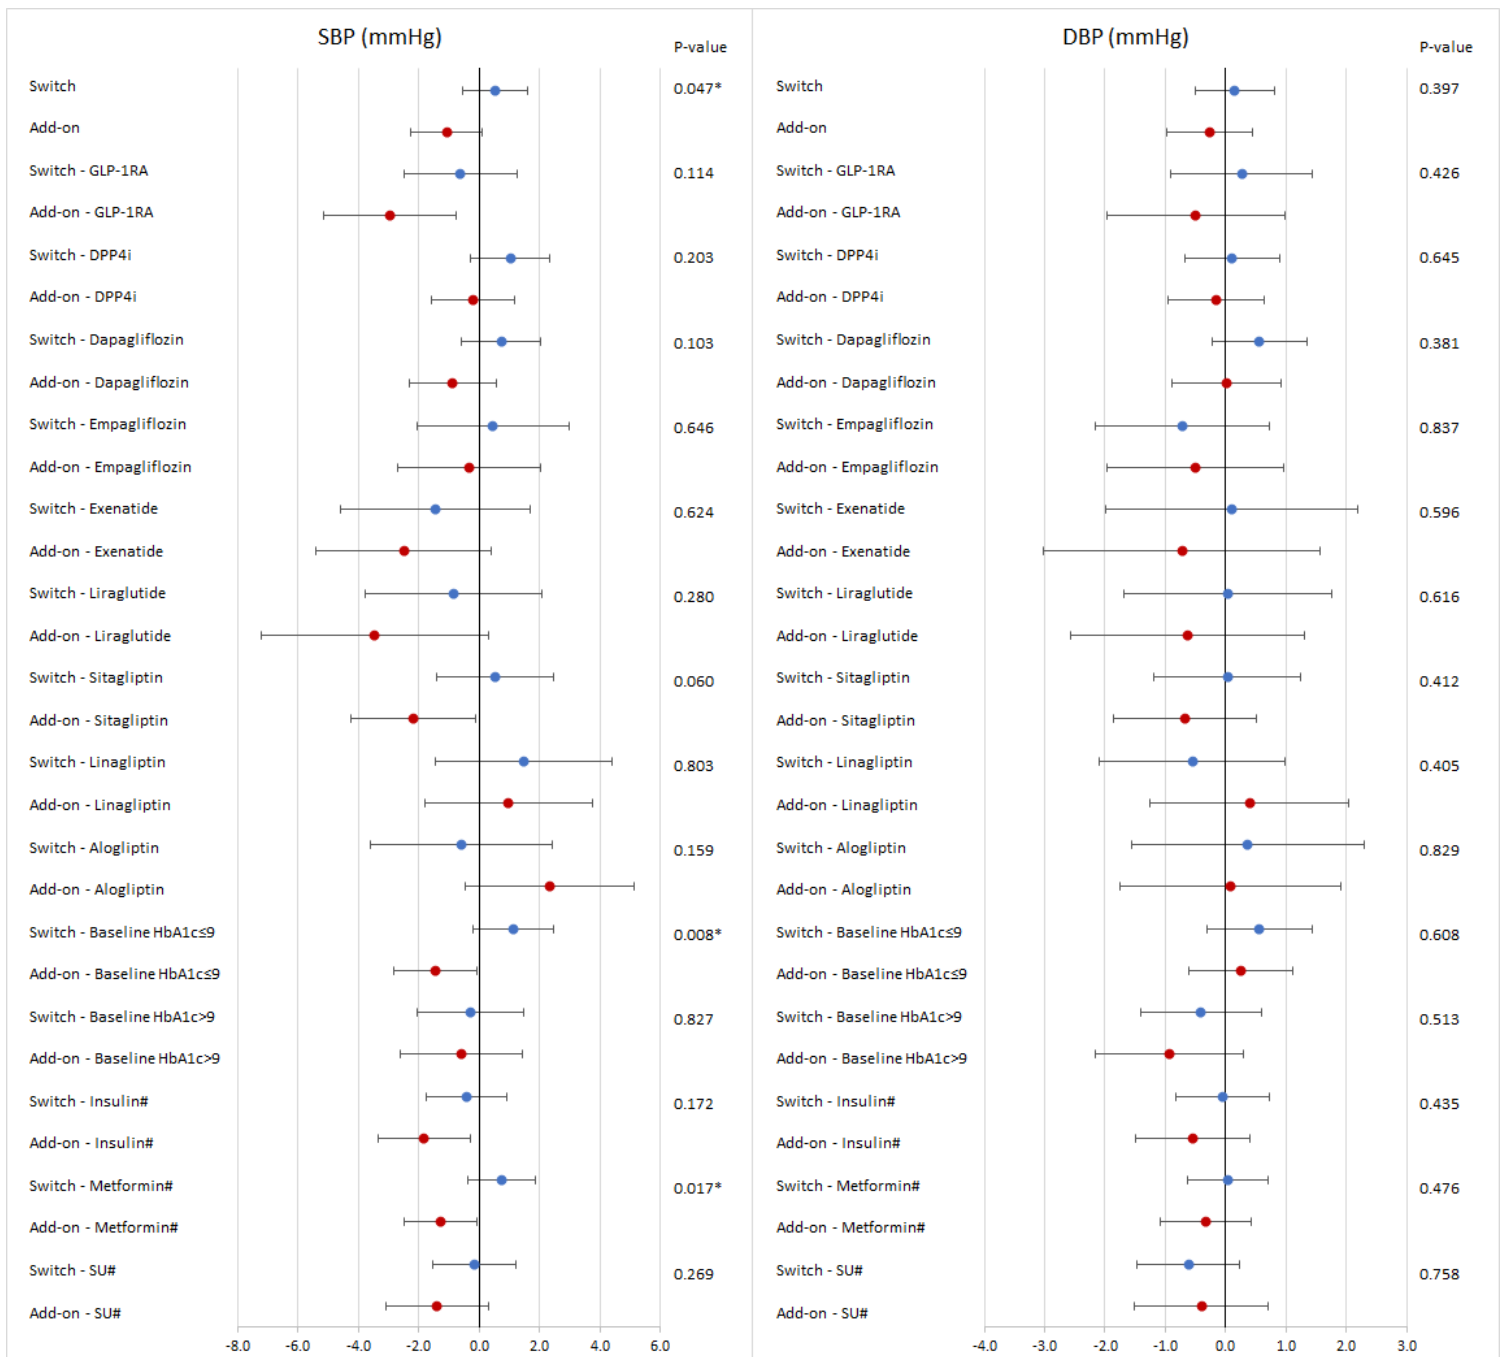 SBP (mmHg)
P-value
Switch
0.047*
Add-on
Switch - GLP-1RA
0.114
Add-on - GLP-1RA
Switch - DPP4i
0.203
Add-on - DPP4i
Switch - Dapagliflozin
0.103
Add-on - Dapagliflozin
Switch - Empagliflozin
0.646
Add-on - Empagliflozin
Switch - Exenatide
0.624
Add-on - Exenatide
Switch - Liraglutide
0.280
Add-on - Liraglutide
Switch - Sitagliptin
0.060
Add-on - Sitagliptin
Switch - Linagliptin
0.803
Add-on - Linagliptin
Switch - Alogliptin
0.159
Add-on - Alogliptin
Switch - Baseline HbA1c≤9
0.008*
Add-on - Baseline HbA1c≤9
Switch - Baseline HbA1c>9
0.827
Add-on - Baseline HbA1c>9
Switch - Insulin#
0.172
Add-on - Insulin#
Switch - Metformin#
0.017*
Add-on - Metformin#
Switch - SU#
0.269
Add-on - SU#
-8.0 -6.0 -4.0 -2.0 0.0 2.0 4.0 6.0
DBP (mmHg)
P-value
Switch
0.397
Add-on
Switch - GLP-1RA
0.426
Add-on - GLP-1RA
Switch - DPP4i
0.645
Add-on - DPP4i
Switch - Dapagliflozin
0.381
Add-on - Dapagliflozin
Switch - Empagliflozin
0.837
Add-on - Empagliflozin
Switch - Exenatide
0.596
Add-on - Exenatide
Switch - Liraglutide
0.616
Add-on - Liraglutide
Switch - Sitagliptin
0.412
Add-on - Sitagliptin
Switch - Linagliptin
0.405
Add-on - Linagliptin
Switch - Alogliptin
0.829
Add-on - Alogliptin
Switch - Baseline HbA1c≤9
0.608
Add-on - Baseline HbA1c≤9
Switch - Baseline HbA1c>9
0.513
Add-on - Baseline HbA1c>9
Switch - Insulin#
0.435
Add-on - Insulin#
Switch - Metformin#
0.476
Add-on - Metformin#
Switch - SU#
0.758
Add-on - SU#
-4.0 -3.0 -2.0 -1.0 0.0 1.0 2.0 3.0